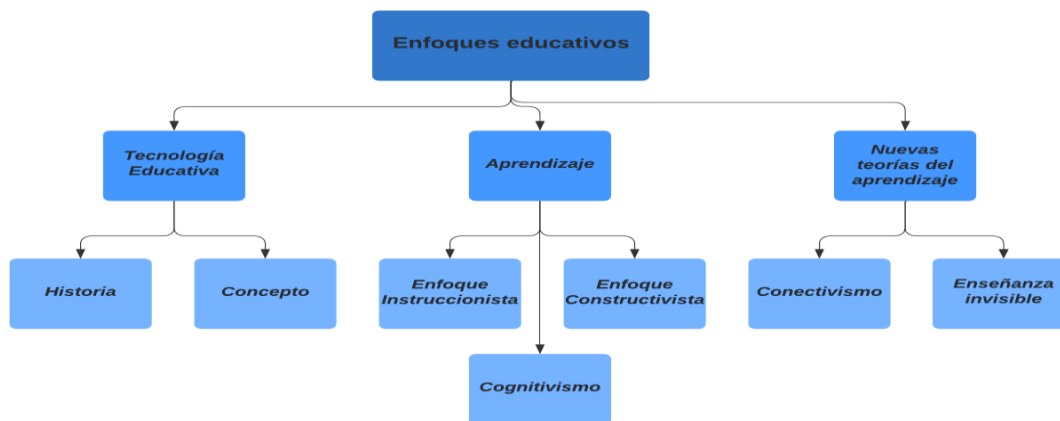 Enfoques educativos
Tecnología
Educativa
Aprendizaje
Nuevas
teorías del
aprendizaje
Historia
Concepto
Enfoque
Instruccionista
Enfoque
Constructivista
Conectivismo
Enseñanza
invisible
Cognitivismo